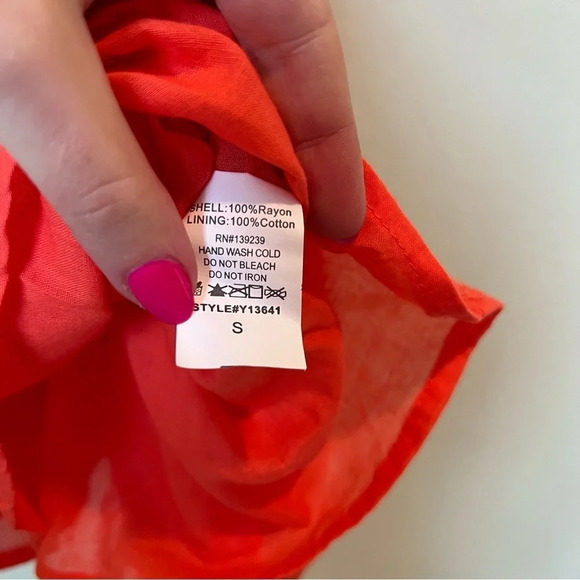 SHELL:100%Rayon
LINING:100%Cotton
RN#139239
HAND WASH COLD
DO NOT BLEACH
DO NOT IRON
STYLE#Y13641
S